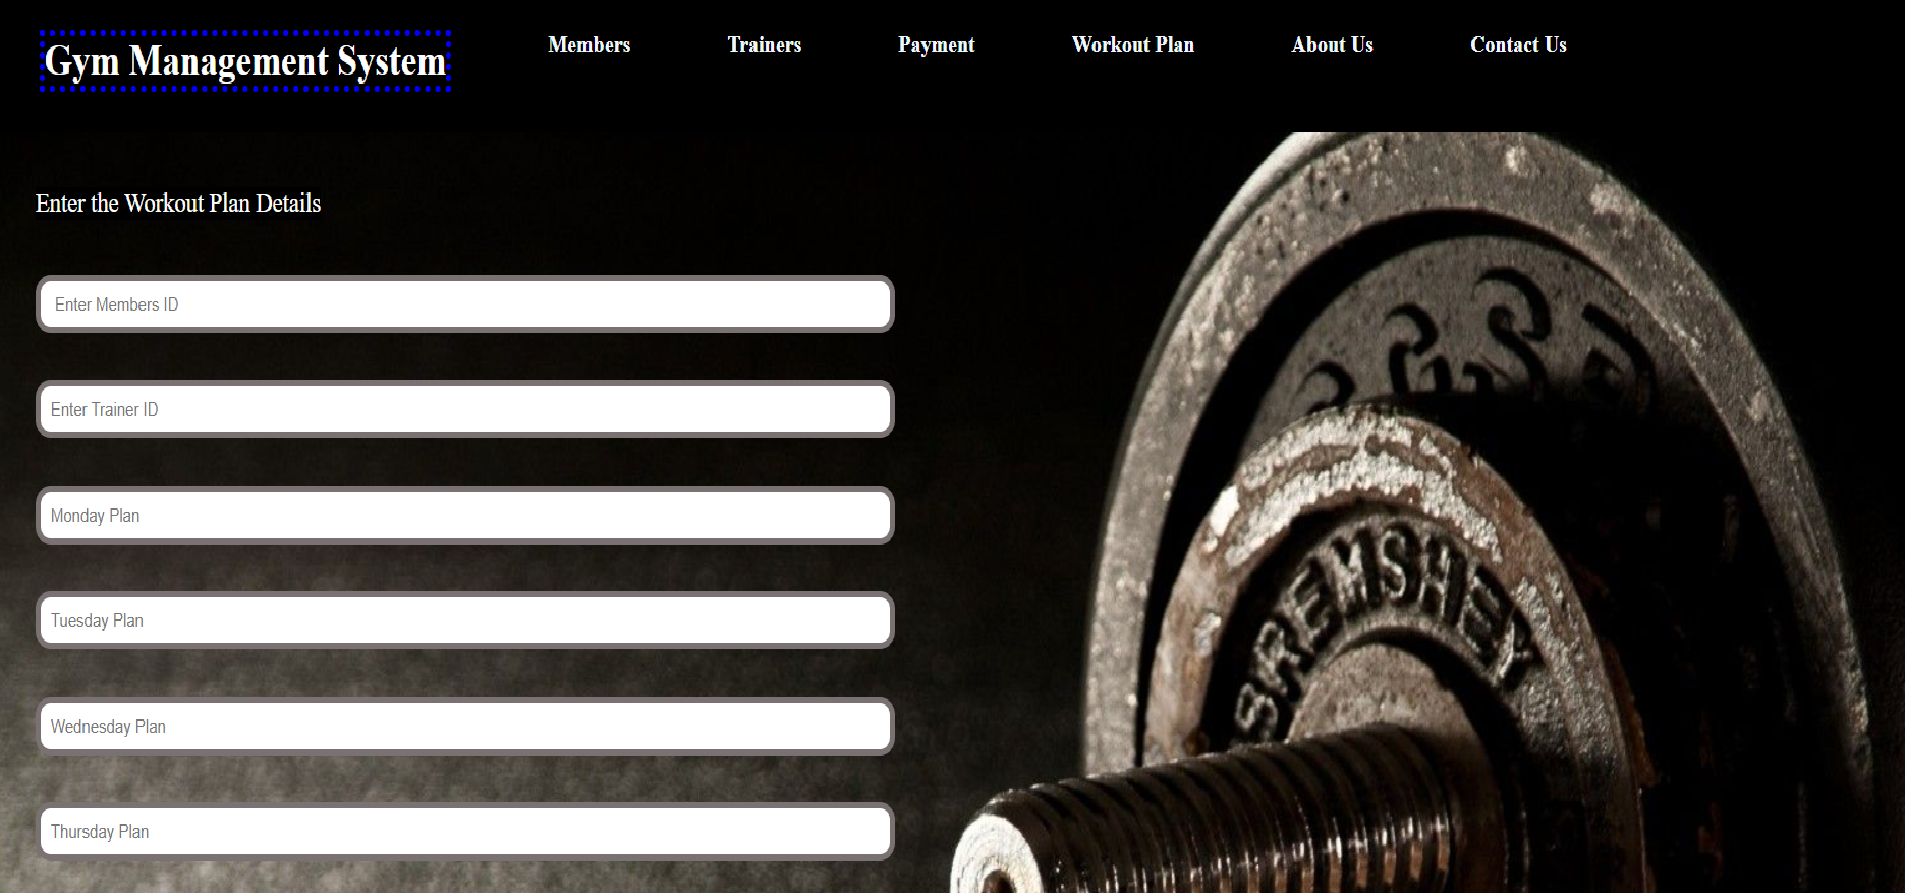 Gym Management System
Members
Trainers
Payment
Workout Plan
About Us
Contact Us
Enter the Workout Plan Details
Enter Members ID
Enter Trainer ID
Monday Plan
Tuesday Plan
Wednesday Plan
Thursday Plan
BREMSHEY